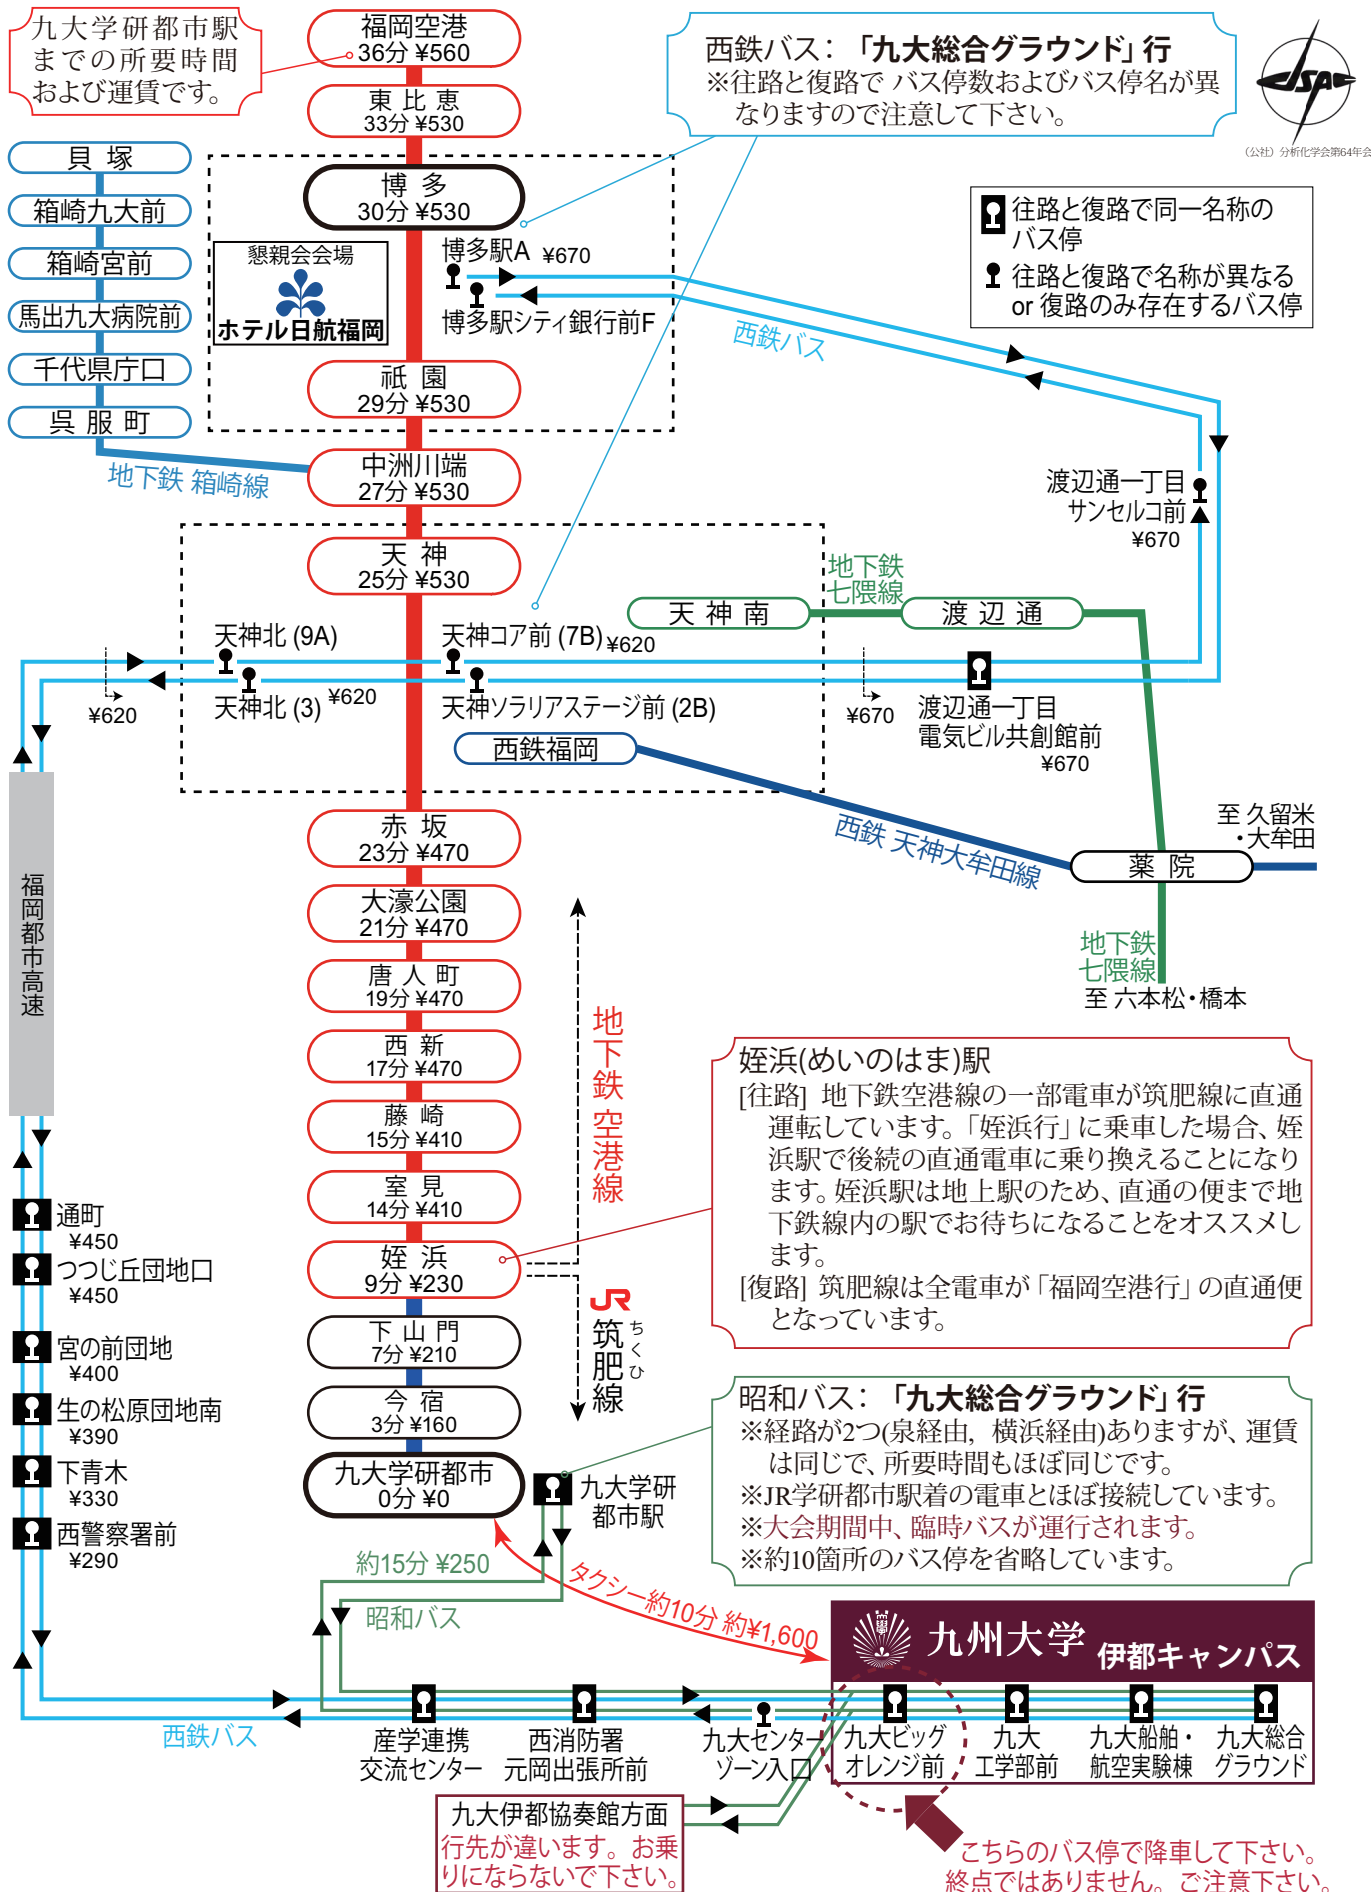 九大学研都市駅
までの所要時間
および運賃です。
福岡空港
36分 ¥560
東比恵
33分 ¥530
博多
30分 ¥530
西鉄バス：「九大総合グラウンド」行
※往路と復路で バス停数およびバス停名が異
なりますので注意して下さい。
JSAC
(公社) 分析化学会第64年会
往路と復路で同一名称の
バス停
往路と復路で名称が異なる
or 復路のみ存在するバス停
貝塚
箱崎九大前
箱崎宮前
馬出九大病院前
千代県庁口
呉服町
地下鉄 箱崎線
懇親会会場
ホテル日航福岡
博多駅A ¥670
博多駅シティ銀行前F
西鉄バス
祇園
29分 ¥530
中洲川端
27分 ¥530
天神
25分 ¥530
渡辺通一丁目
サンセルコ前
¥670
地下鉄
七隈線
天神南
渡辺通
天神北 (9A)
天神コア前 (7B) ¥620
¥620
天神北 (3) ¥620
天神ソラリアステージ前 (2B)
¥670
渡辺通一丁目
電気ビル共創館前
¥670
西鉄福岡
西鉄 天神大牟田線
至 久留米
・大牟田
薬院
地下鉄
七隈線
至 六本松・橋本
福岡都市高速
赤坂
23分 ¥470
大濠公園
21分 ¥470
唐人町
19分 ¥470
西新
17分 ¥470
藤崎
15分 ¥410
室見
14分 ¥410
姪浜
9分 ¥230
下山門
7分 ¥210
今宿
3分 ¥160
九大学研都市
0分 ¥0
地下鉄 空港線
JR
筑肥線
ちくひ
姪浜(めいのはま)駅
[往路] 地下鉄空港線の一部電車が筑肥線に直通
運転しています。「姪浜行」に乗車した場合、姪
浜駅で後続の直通電車に乗り換えることになり
ます。姪浜駅は地上駅のため、直通の便まで地
下鉄線内の駅でお待ちになることをオススメし
ます。
[復路] 筑肥線は全電車が「福岡空港行」の直通便
となっています。
通町
¥450
つつじ丘団地口
¥450
宮の前団地
¥400
生の松原団地南
¥390
下青木
¥330
西警察署前
¥290
昭和バス：「九大総合グラウンド」行
※経路が2つ(泉経由, 横浜経由)ありますが、運賃
は同じで、所要時間もほぼ同じです。
※JR学研都市駅着の電車とほぼ接続しています。
※大会期間中、臨時バスが運行されます。
※約10箇所のバス停を省略しています。
九大学研
都市駅
約15分 ¥250
昭和バス
タクシー約10分 約¥1,600
九州大学 伊都キャンパス
西鉄バス
産学連携
交流センター
西消防署
元岡出張所前
九大センター
ゾーン入口
九大ビッグ
オレンジ前
九大
工学部前
九大船舶・
航空実験棟
九大総合
グラウンド
九大伊都協奏館方面
行先が違います。お乗
りにならないで下さい。
こちらのバス停で降車して下さい。
終点ではありません。ご注意下さい。